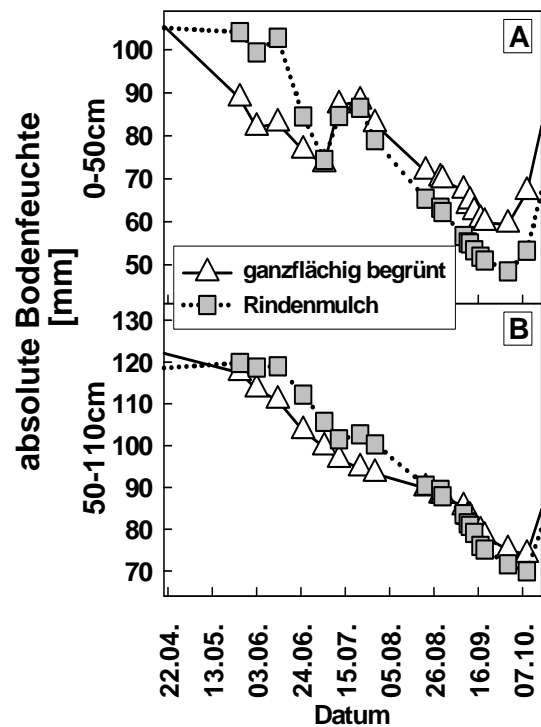 absolute Bodenfeuchte
[mm]
0-50cm
100
90
80
70
60
50
A
ganzflächig begrünt
Rindenmulch
50-110cm
130
120
110
100
90
80
70
B
22.04.
13.05.
03.06.
24.06.
15.07.
05.08.
26.08.
16.09.
07.10.
Datum